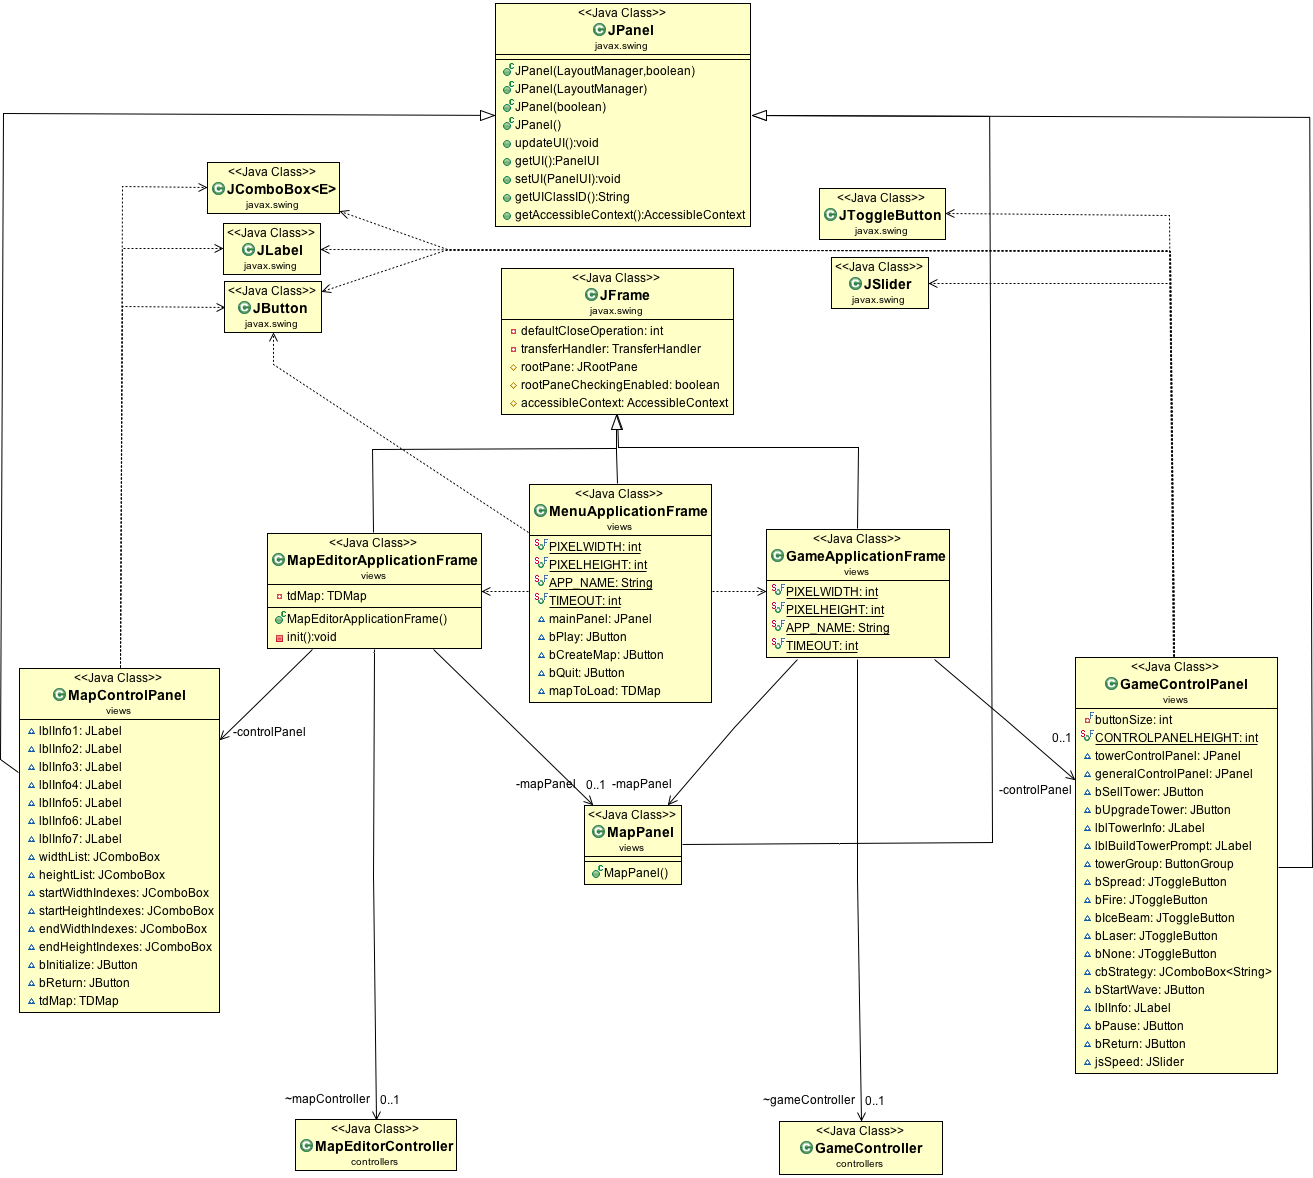 <<Java Class>>
JPanel
javax.swing
JPanel(LayoutManager,boolean)
JPanel(LayoutManager)
JPanel(boolean)
JPanel()
updateUI():void
getUI():PanelUI
setUI(PanelUI):void
getUIClassID():String
getAccessibleContext():AccessibleContext
<<Java Class>>
JComboBox<E>
javax.swing
<<Java Class>>
JLabel
javax.swing
<<Java Class>>
JButton
javax.swing
<<Java Class>>
JToggleButton
javax.swing
<<Java Class>>
JSlider
javax.swing
<<Java Class>>
JFrame
javax.swing
defaultCloseOperation: int
transferHandler: TransferHandler
rootPane: JRootPane
rootPaneCheckingEnabled: boolean
accessibleContext: AccessibleContext
<<Java Class>>
MapEditorApplicationFrame
views
tdMap: TDMap
MapEditorApplicationFrame()
init():void
<<Java Class>>
MenuApplicationFrame
views
PIXELWIDTH: int
PIXELHEIGHT: int
APP_NAME: String
TIMEOUT: int
mainPanel: JPanel
bPlay: JButton
bCreateMap: JButton
bQuit: JButton
mapToLoad: TDMap
<<Java Class>>
GameApplicationFrame
views
PIXELWIDTH: int
PIXELHEIGHT: int
APP_NAME: String
TIMEOUT: int
<<Java Class>>
MapControlPanel
views
lblInfo1: JLabel
lblInfo2: JLabel
lblInfo3: JLabel
lblInfo4: JLabel
lblInfo5: JLabel
lblInfo6: JLabel
lblInfo7: JLabel
widthList: JComboBox
heightList: JComboBox
startWidthIndexes: JComboBox
startHeightIndexes: JComboBox
endWidthIndexes: JComboBox
endHeightIndexes: JComboBox
bInitialize: JButton
bReturn: JButton
tdMap: TDMap
-controlPanel
-mapPanel
0..1
-mapPanel
<<Java Class>>
MapPanel
views
MapPanel()
0..1
-controlPanel
<<Java Class>>
GameControlPanel
views
buttonSize: int
CONTROLPANELHEIGHT: int
towerControlPanel: JPanel
generalControlPanel: JPanel
bSellTower: JButton
bUpgradeTower: JButton
lblTowerInfo: JLabel
lblBuildTowerPrompt: JLabel
towerGroup: ButtonGroup
bSpread: JToggleButton
bFire: JToggleButton
bIceBeam: JToggleButton
bLaser: JToggleButton
bNone: JToggleButton
cbStrategy: JComboBox<String>
bStartWave: JButton
lblInfo: JLabel
bPause: JButton
bReturn: JButton
jsSpeed: JSlider
~mapController
0..1
<<Java Class>>
MapEditorController
controllers
~gameController
0..1
<<Java Class>>
GameController
controllers